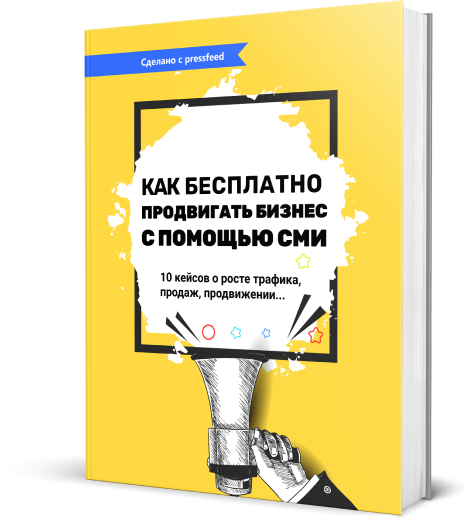 Сделано с pressfeed
КАК БЕСПЛАТНО
ПРОДВИГАТЬ БИЗНЕС
С ПОМОЩЬЮ СМИ
10 кейсов о росте трафика,
продаж, продвижении...